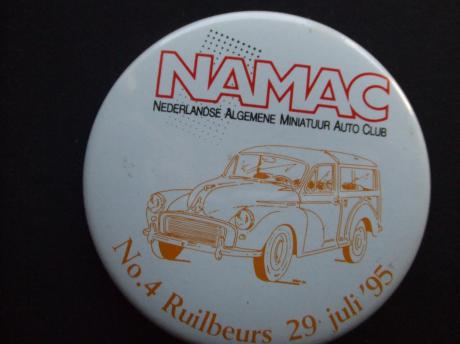 NAMAC
NEDERLANDSE ALGEMENE MINIATUUR AUTO CLUB
No.4 Ruilbeurs 29 juli '95